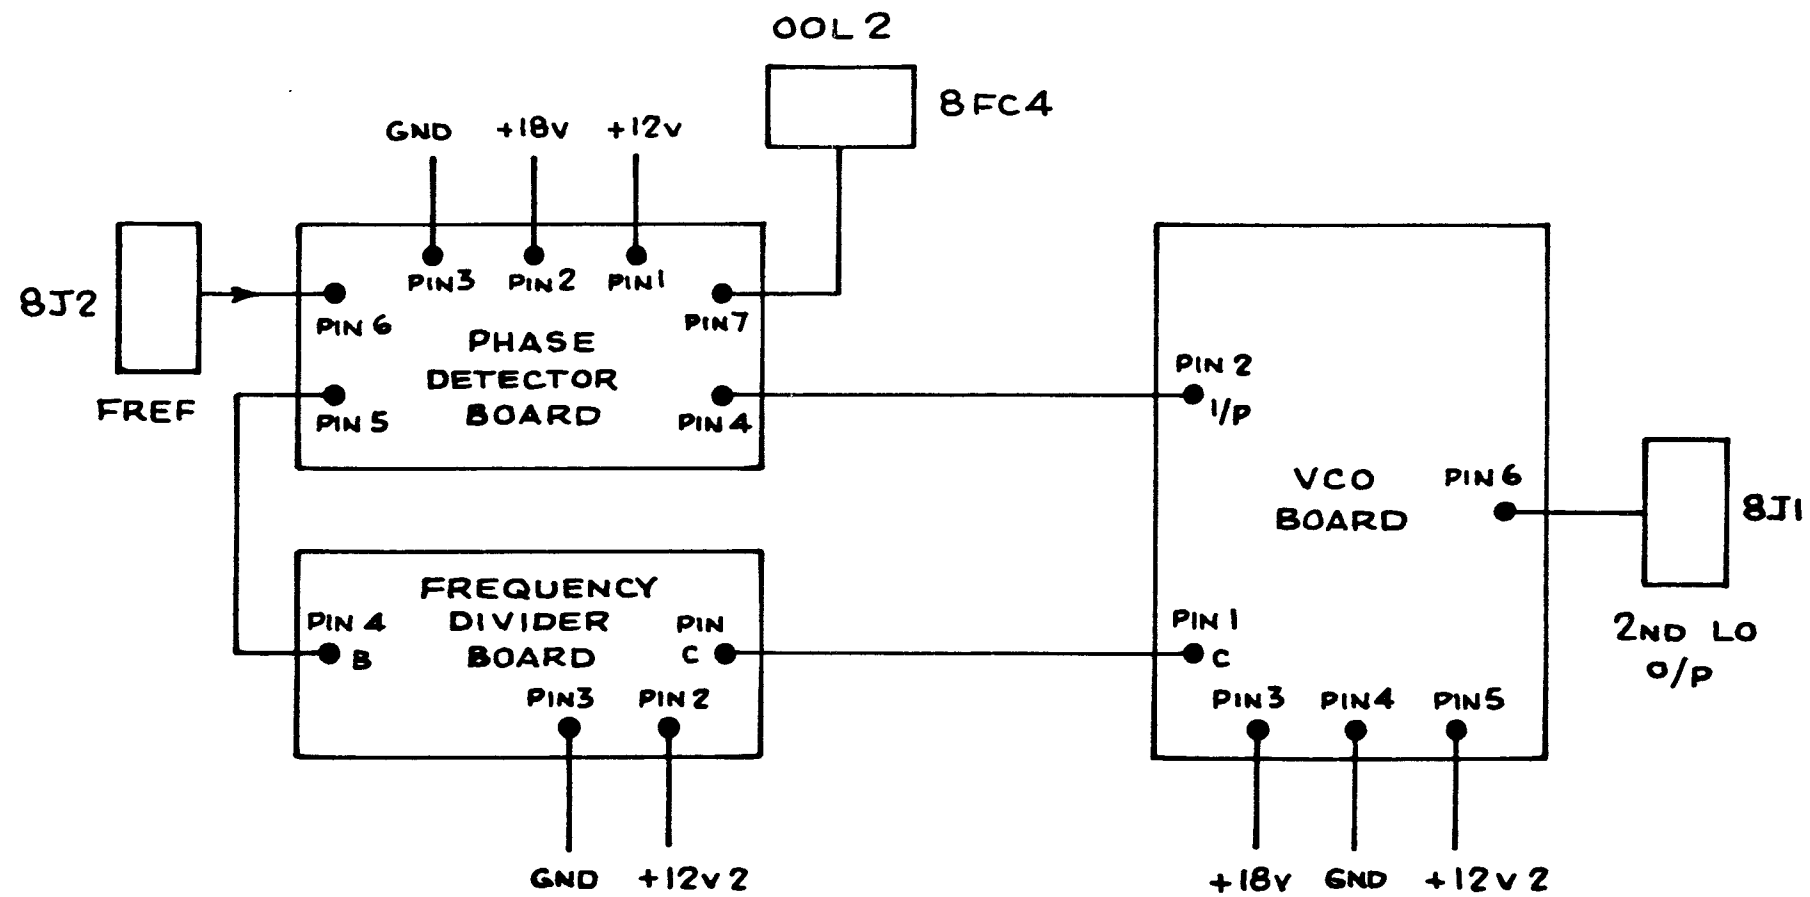 OOL 2
8FC4
GND +18V +12V
PIN3 PIN2 PIN1
8J2
PIN 6
PIN7
PHASE
DETECTOR
BOARD
FREF
PIN 5
PIN 4
PIN 2
I/P
VCO
BOARD
PIN 6
8J1
2ND LO
O/P
FREQUENCY
DIVIDER
BOARD
PIN 4
B
PIN
C
PIN3 PIN 2
GND +12V 2
PIN 1
C
PIN3 PIN4 PIN5
+18V GND +12V 2